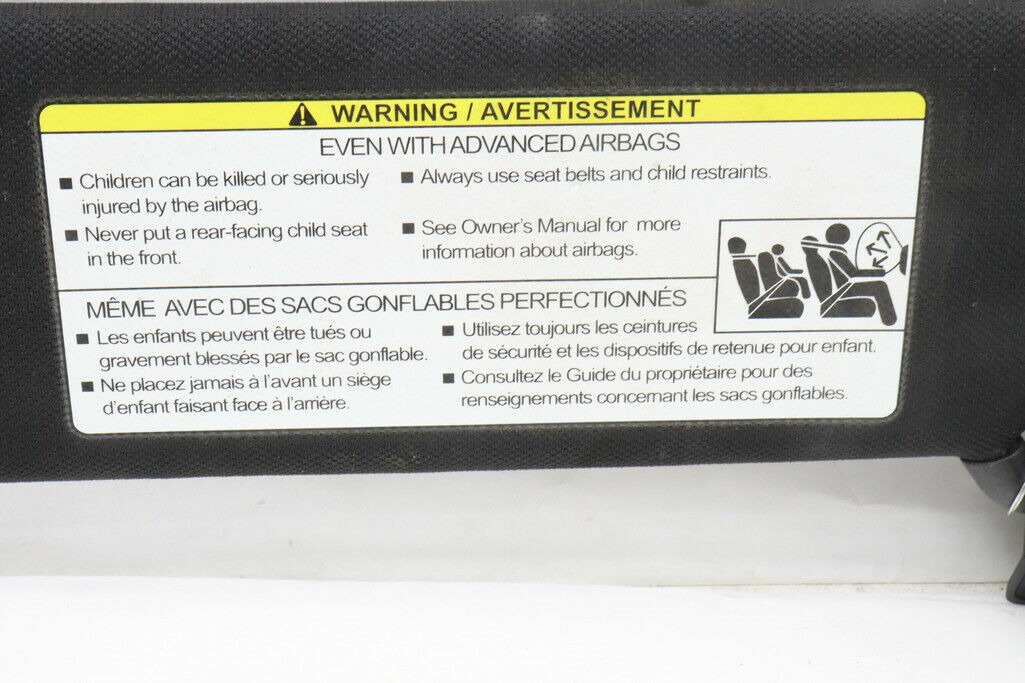 WARNING / AVERTISSEMENT
EVEN WITH ADVANCED AIRBAGS
■ Children can be killed or seriously
injured by the airbag.
■ Never put a rear-facing child seat
in the front.
■ Always use seat belts and child restraints.
■ See Owner's Manual for more
information about airbags.
MÊME AVEC DES SACS GONFLABLES PERFECTIONNÉS
■ Les enfants peuvent être tués ou
gravement blessés par le sac gonflable.
■ Ne placez jamais à l'avant un siège
d'enfant faisant face à l'arrière.
■ Utilisez toujours les ceintures
de sécurité et les dispositifs de retenue pour enfant.
■ Consultez le Guide du propriétaire pour des
renseignements concernant les sacs gonflables.